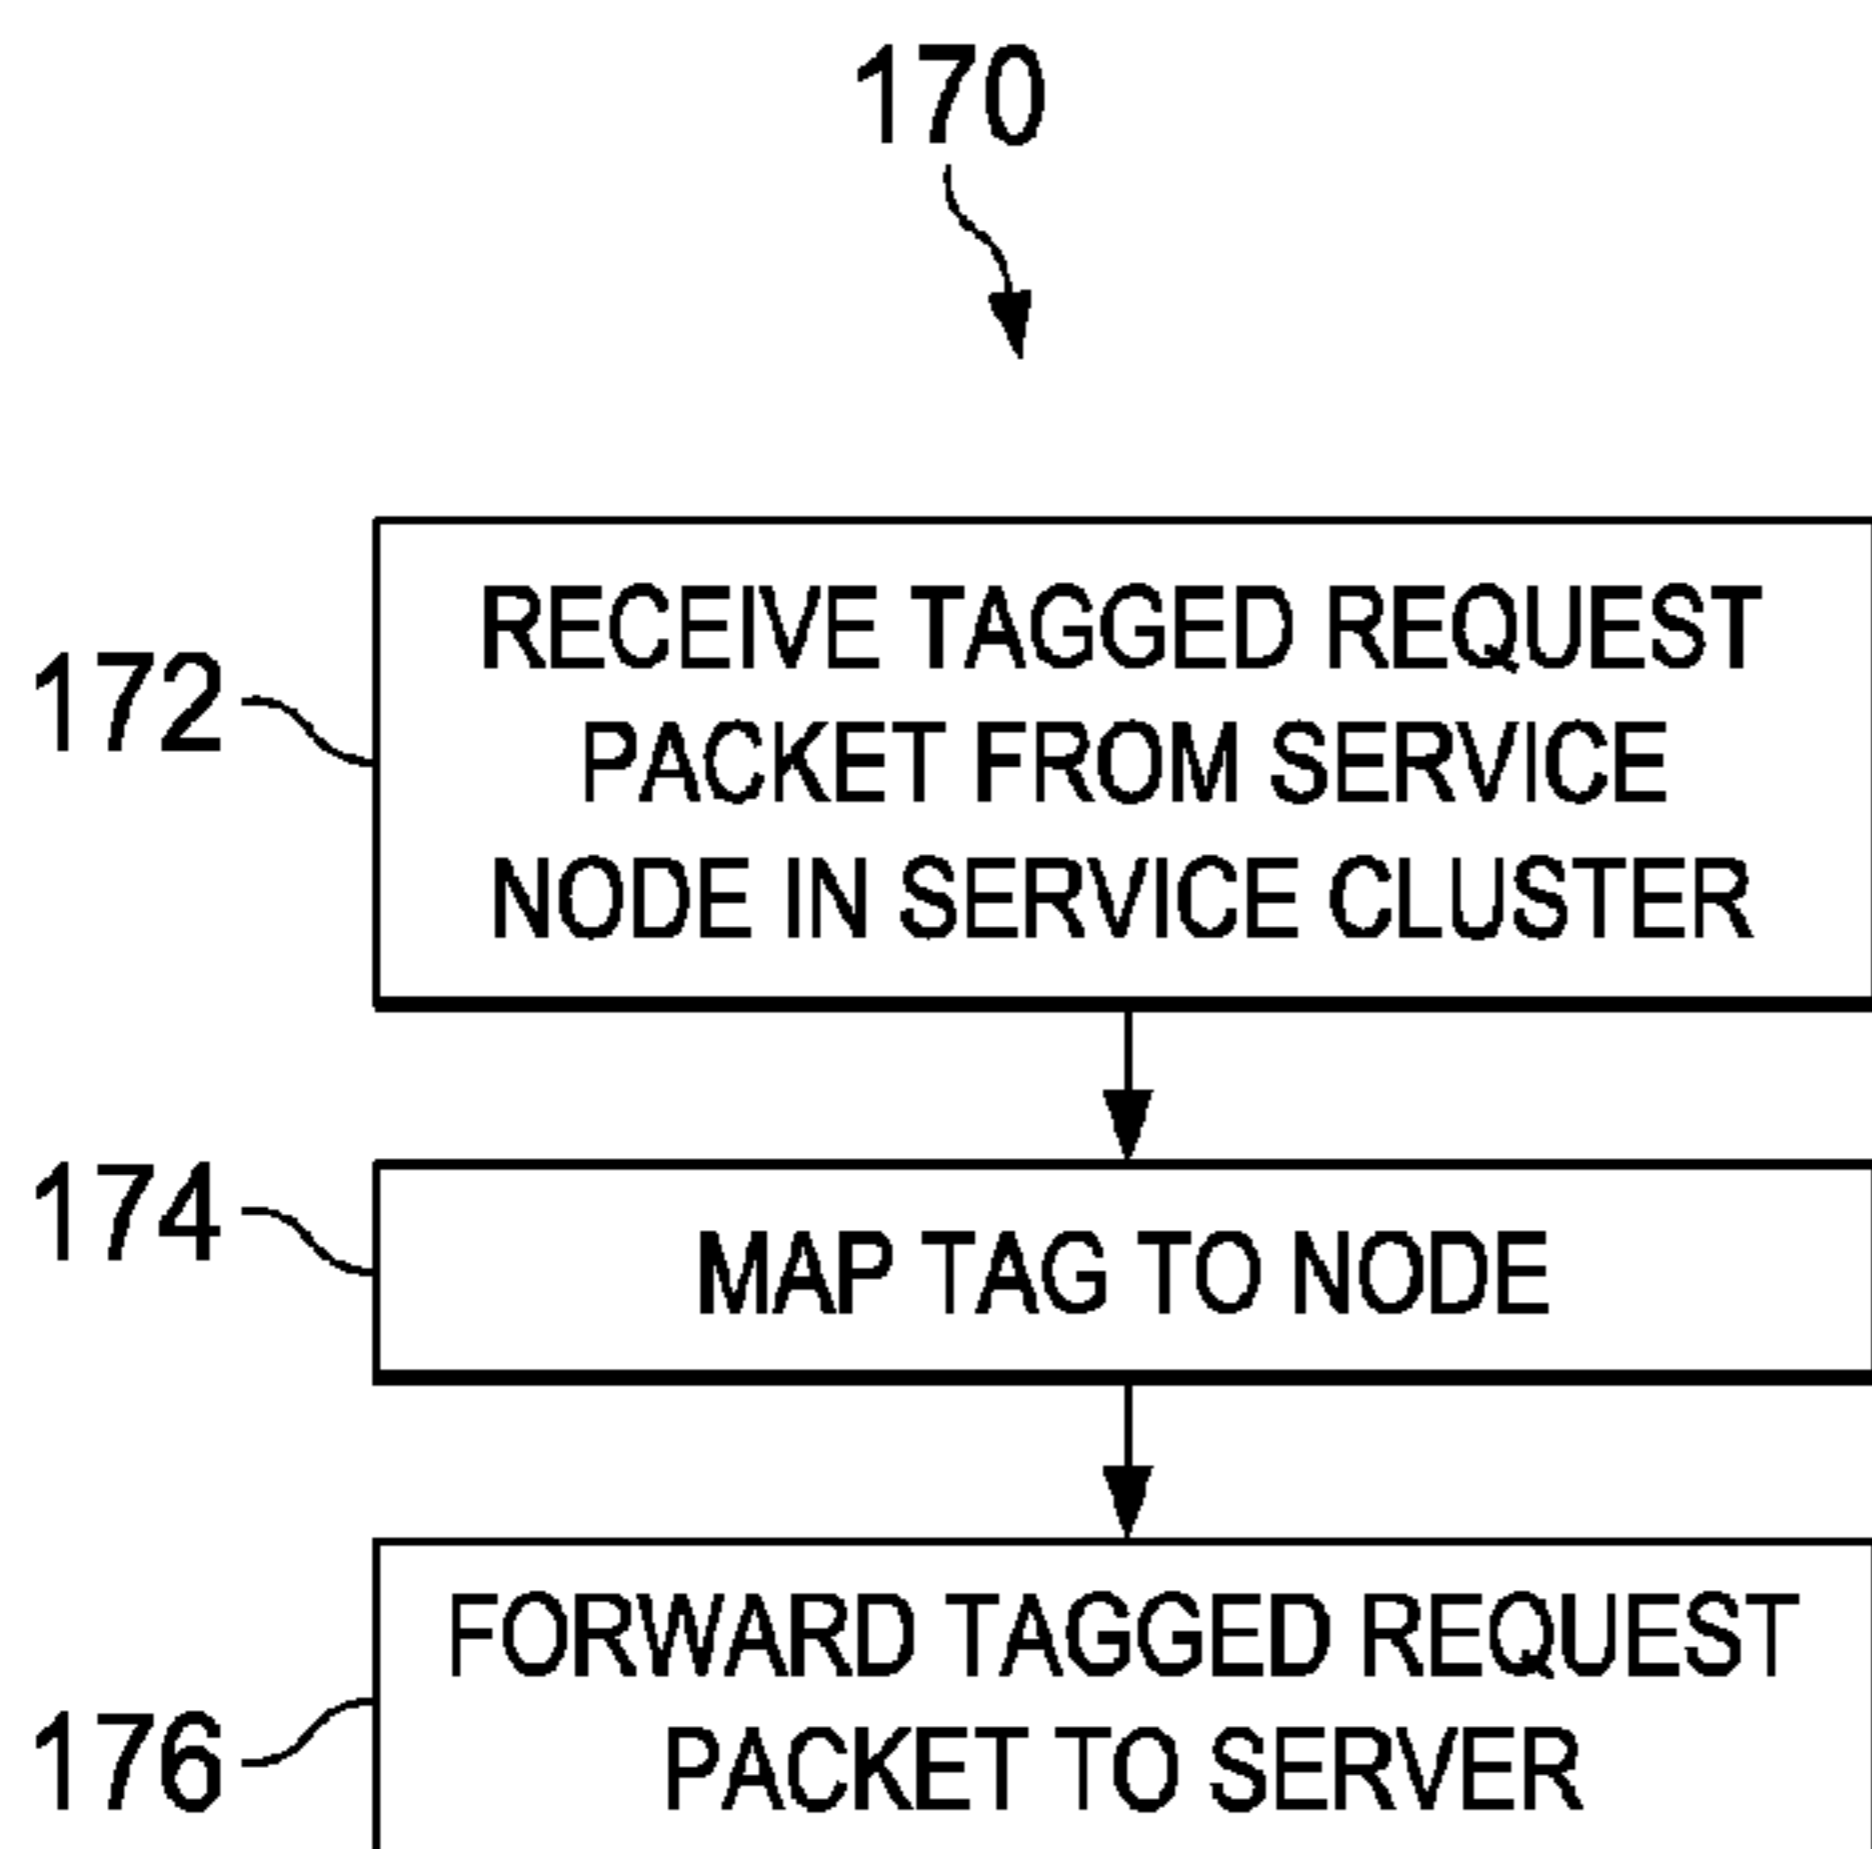 170
172
RECEIVE TAGGED REQUEST
PACKET FROM SERVICE
NODE IN SERVICE CLUSTER
174
MAP TAG TO NODE
176
FORWARD TAGGED REQUEST
PACKET TO SERVER